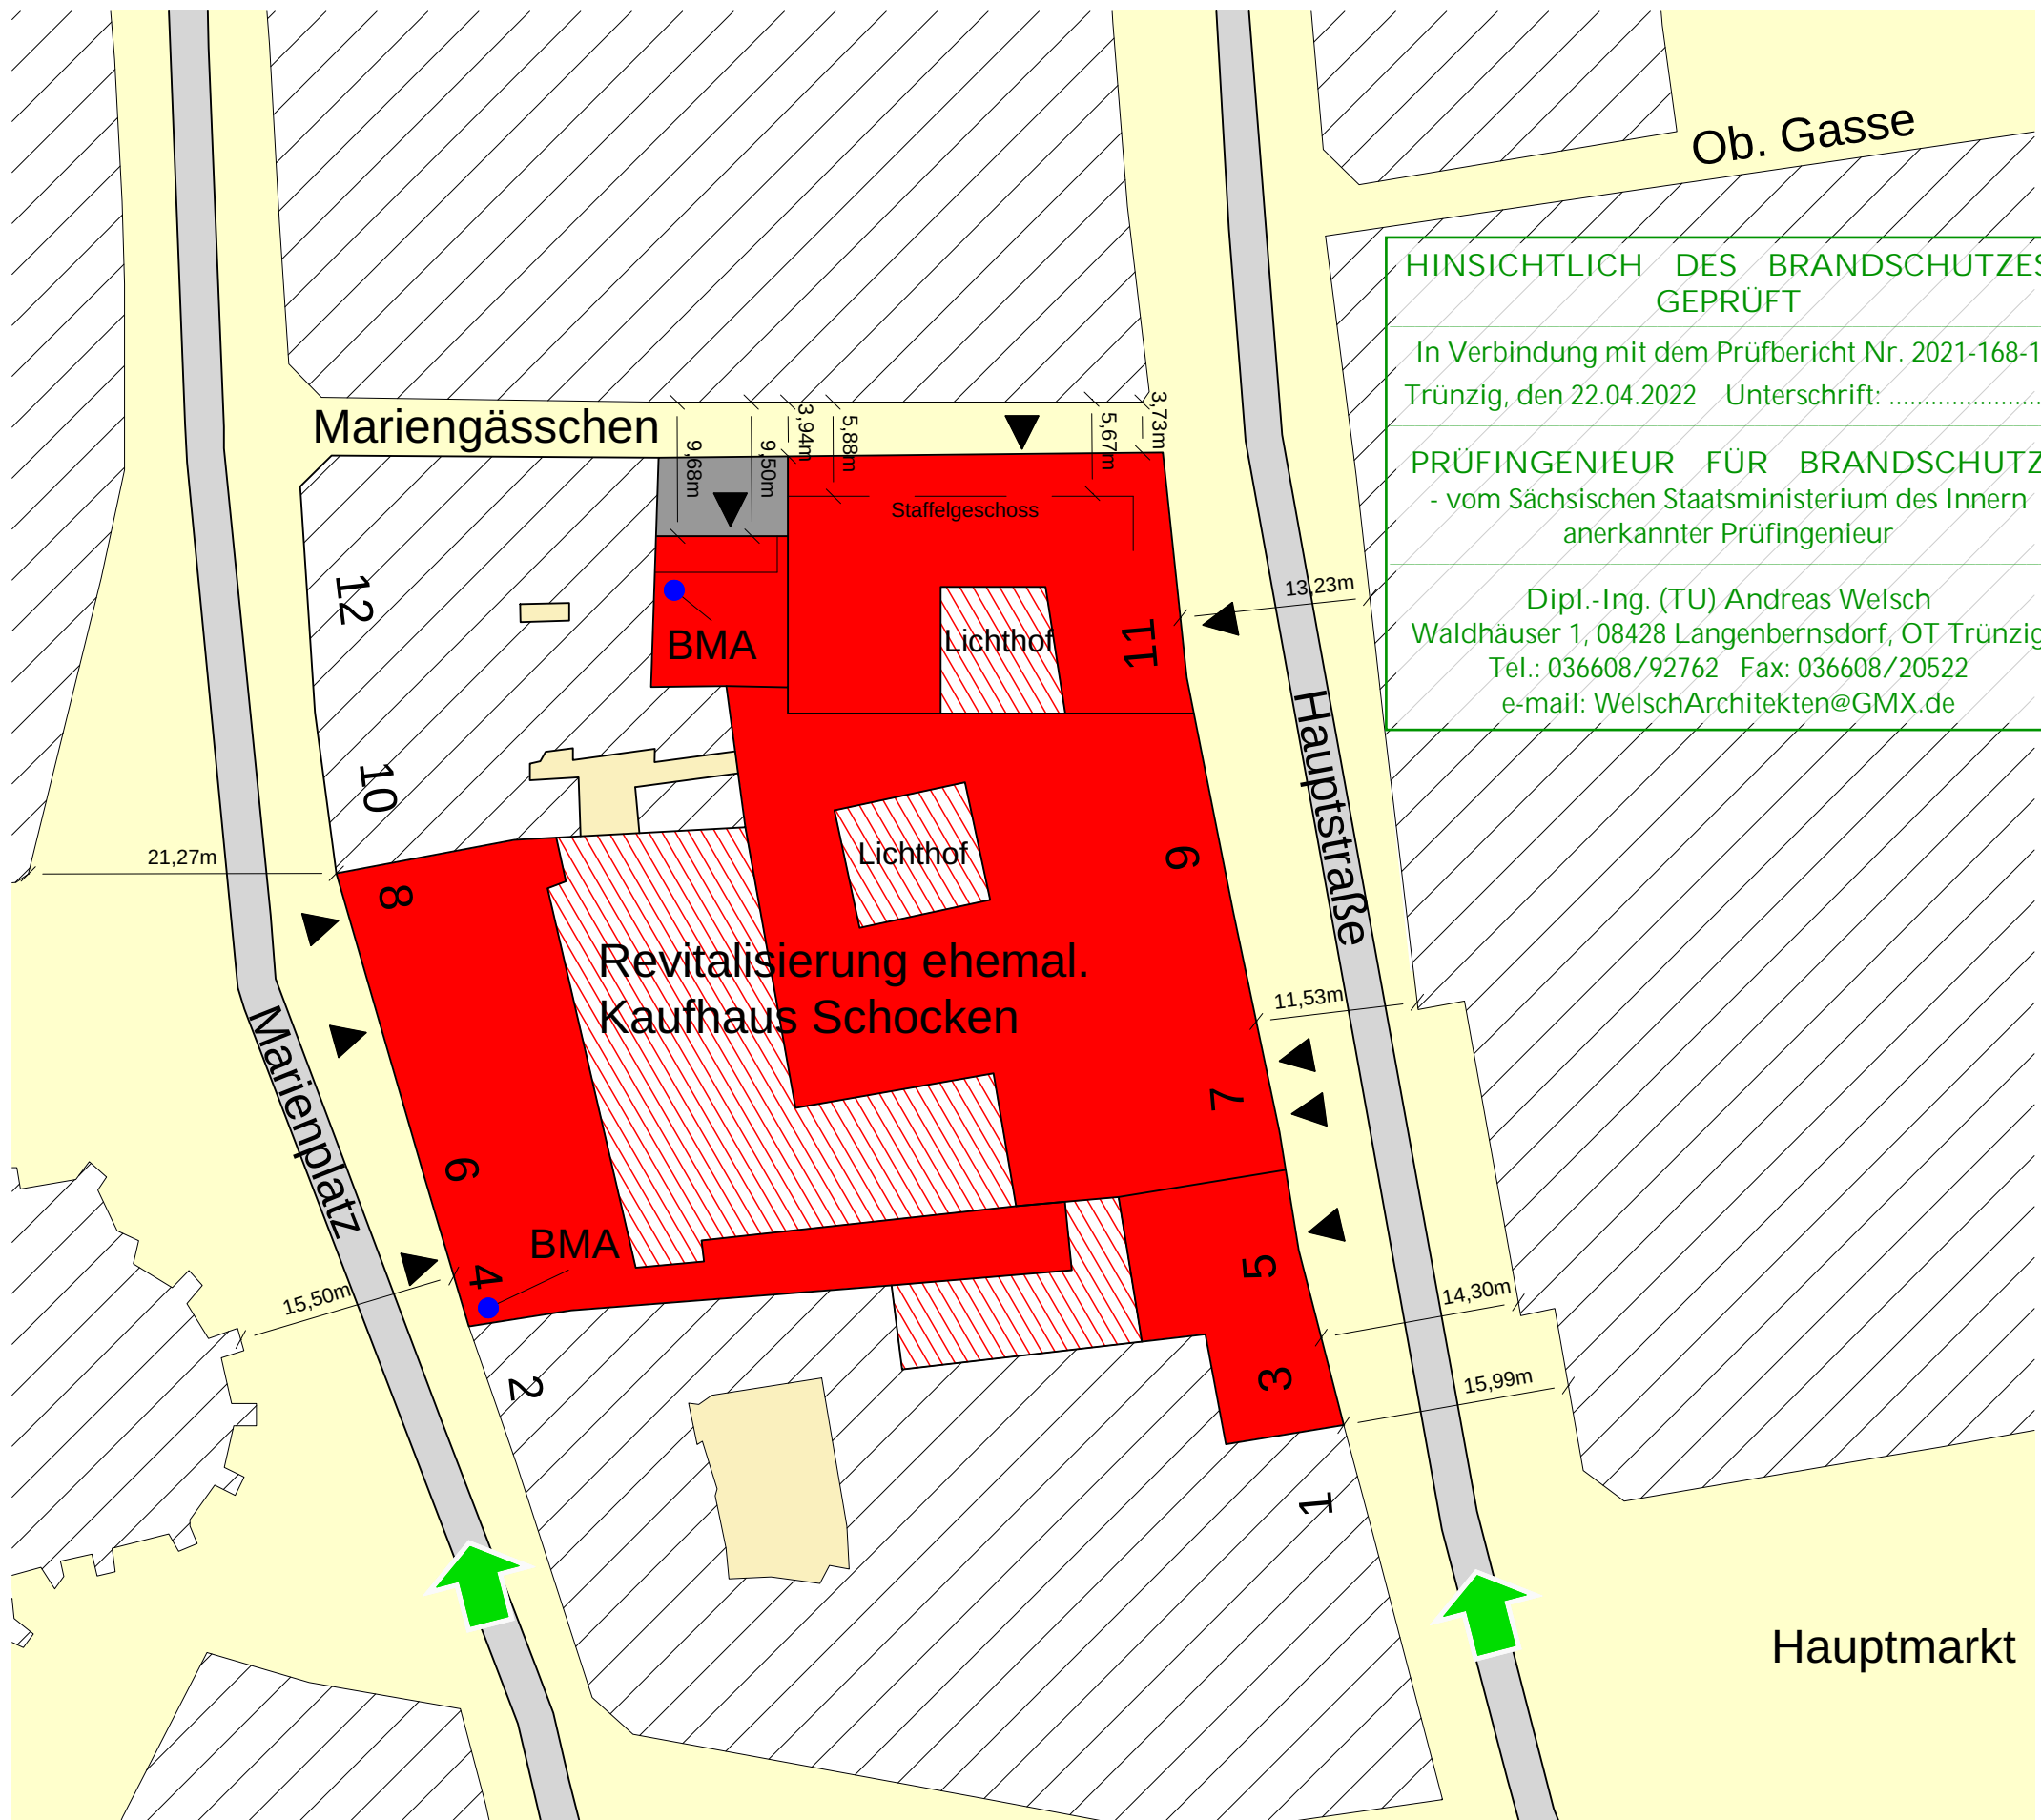 Ob. Gasse
HINSICHTLICH DES BRANDSCHUTZES
GEPRÜFT
In Verbindung mit dem Prüfbericht Nr. 2021-168-1
Trünzig, den 22.04.2022 Unterschrift: ......................
PRÜFINGENIEUR FÜR BRANDSCHUTZ
- vom Sächsischen Staatsministerium des Innern
anerkannter Prüfingenieur
Dipl.-Ing. (TU) Andreas Welsch
Waldhäuser 1, 08428 Langenbernsdorf, OT Trünzig
Tel.: 036608/92762 Fax: 036608/20522
e-mail: WelschArchitekten@GMX.de
Mariengässchen
9,68m
9,50m
3,94m
5,88m
5,67m
3,73m
Staffelgeschoss
12
BMA
Lichthof
11
13,23m
Hauptstraße
10
21,27m
8
Lichthof
9
Revitalisierung ehemal.
Kaufhaus Schocken
11,53m
Marienplatz
7
6
BMA
4
15,50m
5
14,30m
3
15,99m
2
1
Hauptmarkt